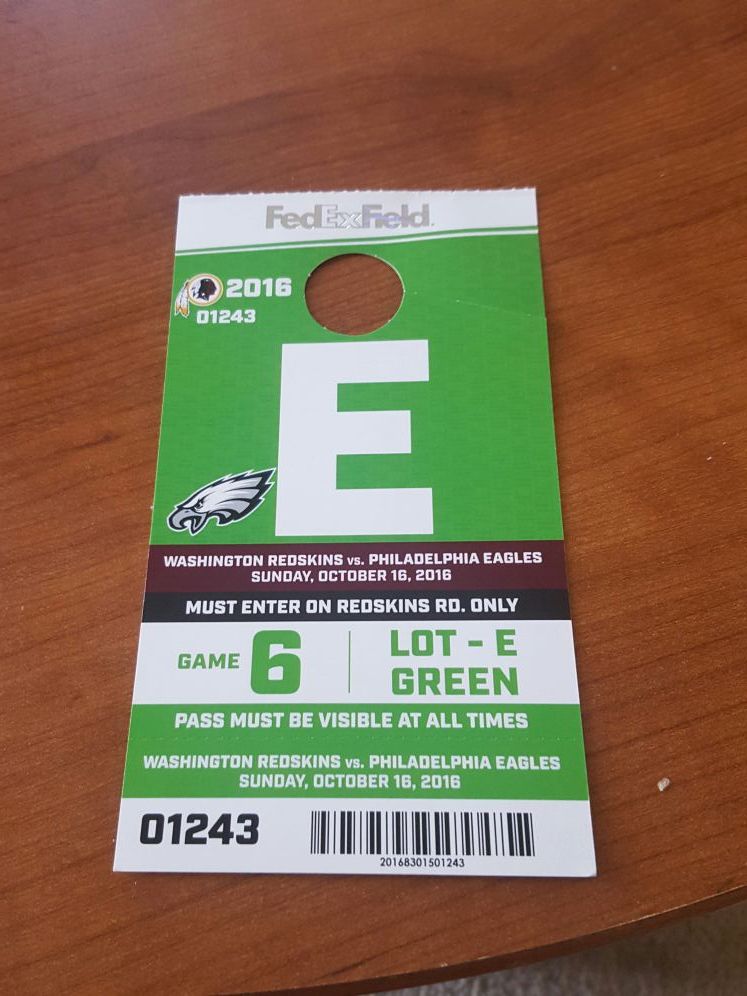 FedExField
2016
01243
E
WASHINGTON REDSKINS vs. PHILADELPHIA EAGLES
SUNDAY, OCTOBER 16, 2016
MUST ENTER ON REDSKINS RD. ONLY
GAME 6
LOT - E
GREEN
PASS MUST BE VISIBLE AT ALL TIMES
WASHINGTON REDSKINS vs. PHILADELPHIA EAGLES
SUNDAY, OCTOBER 16, 2016
01243
20168301501243